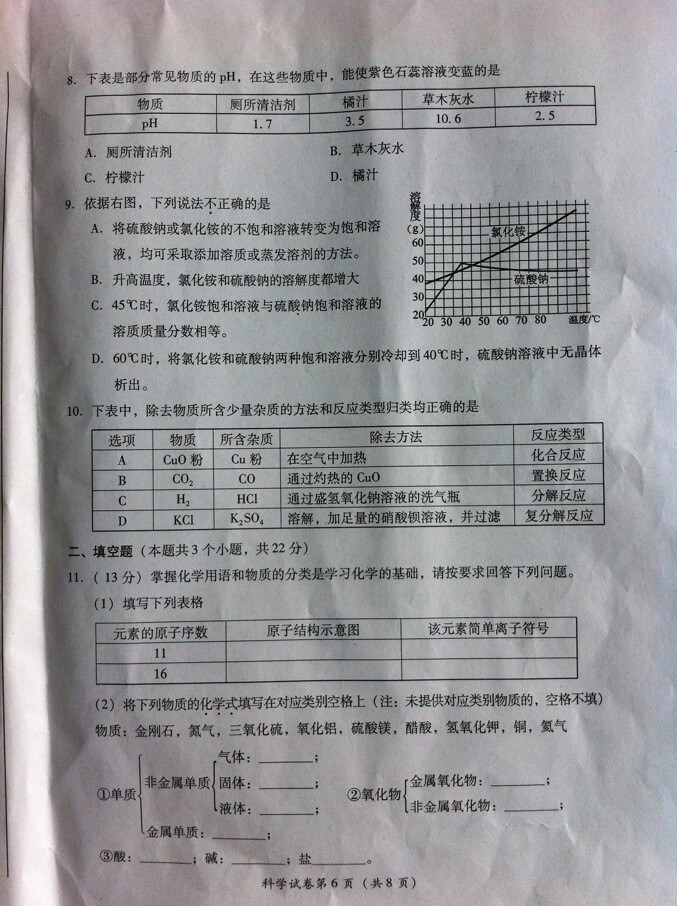 8. 下表是部分常见物质的 pH，在这些物质中，能使紫色石蕊溶液变蓝的是
物质 厕所清洁剂 橘汁 草木灰水 柠檬汁
pH 1.7 3.5 10.6 2.5
A. 厕所清洁剂 B. 草木灰水
C. 柠檬汁 D. 橘汁
9. 依据右图，下列说法不正确的是
A. 将硫酸钠或氯化铵的不饱和溶液转变为饱和溶
液，均可采取添加溶质或蒸发溶剂的方法。
B. 升高温度，氯化铵和硫酸钠的溶解度都增大
C. 45℃时，氯化铵饱和溶液与硫酸钠饱和溶液的
溶质质量分数相等。
溶解度
(g)
60
50
40
30
20
氯化铵
硫酸钠
20 30 40 50 60 70 80 温度/℃
D. 60℃时，将氯化铵和硫酸钠两种饱和溶液分别冷却到 40℃时，硫酸钠溶液中无晶体
析出。
10. 下表中，除去物质所含少量杂质的方法和反应类型归类均正确的是
选项 物质 所含杂质 除去方法 反应类型
A CuO 粉 Cu 粉 在空气中加热 化合反应
B CO₂ CO 通过灼热的 CuO 置换反应
C H₂ HCl 通过盛氢氧化钠溶液的洗气瓶 分解反应
D KCl K₂SO₄ 溶解，加足量的硝酸钡溶液，并过滤 复分解反应
二、填空题（本题共 3 个小题，共 22 分）
11.（ 13 分）掌握化学用语和物质的分类是学习化学的基础，请按要求回答下列问题。
（1）填写下列表格
元素的原子序数 原子结构示意图 该元素简单离子符号
11
16
（2）将下列物质的化学式填写在对应类别空格上（注：未提供对应类别物质的，空格不填）
物质：金刚石，氮气，三氧化硫，氧化铝，硫酸镁，醋酸，氢氧化钾，铜，氦气
①单质 非金属单质 气体：______；
固体：______；
液体：______；
金属单质：______；
②氧化物 金属氧化物：______；
非金属氧化物：______；
③酸：______；碱：______；盐______。
科学试卷第 6 页（共 8 页）